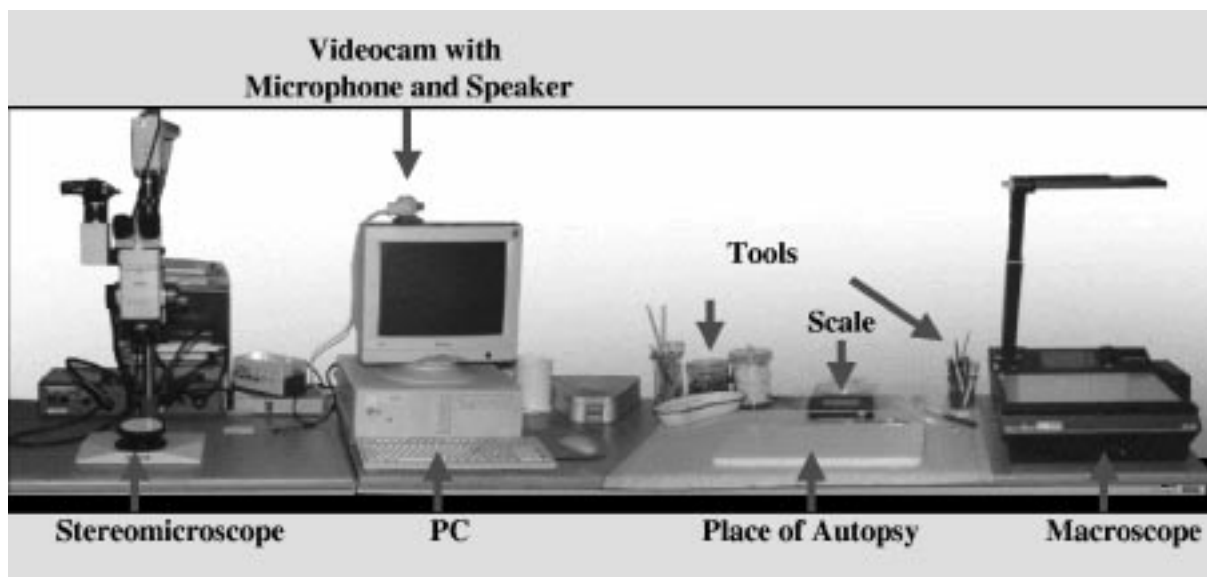 Videocam with
Microphone and Speaker
Tools
Scale
Stereomicroscope
PC
Place of Autopsy
Macroscope